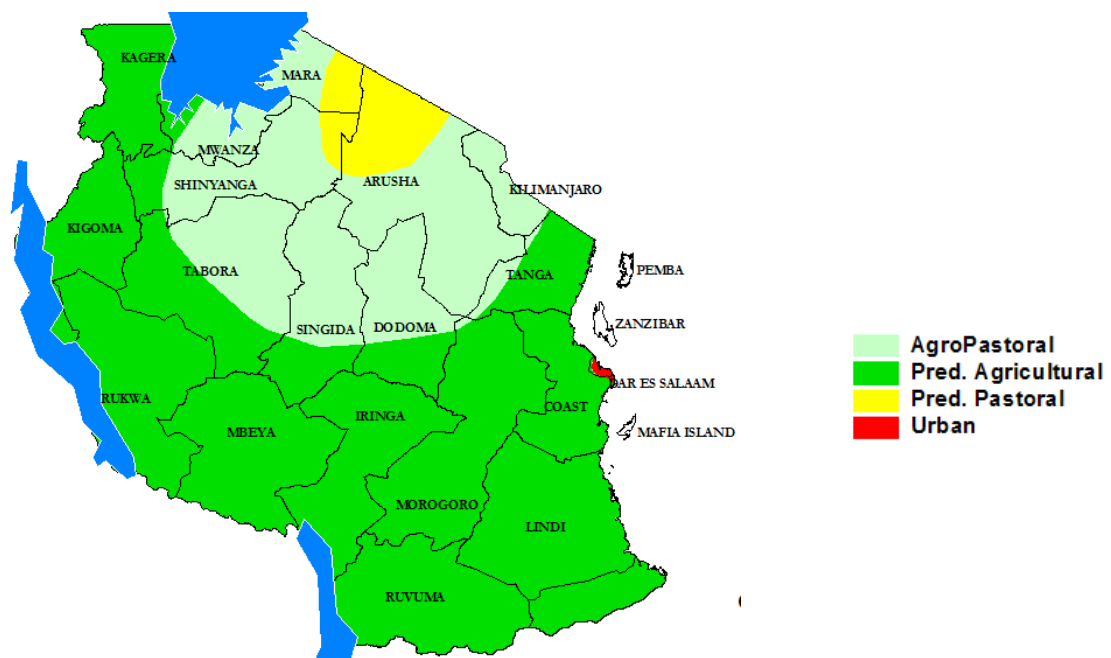 KAGERA
MARA
MWANZA
SHINYANGA
ARUSHA
KILIMANJARO
KIGOMA
TABORA
TANGA
PEMBA
SINGIDA
DODOMA
ZANZIBAR
DAR ES SALAAM
RUKWA
IRINGA
COAST
MBEYA
MAFIA ISLAND
MOROGORO
LINDI
RUVUMA
AgroPastoral
Pred. Agricultural
Pred. Pastoral
Urban